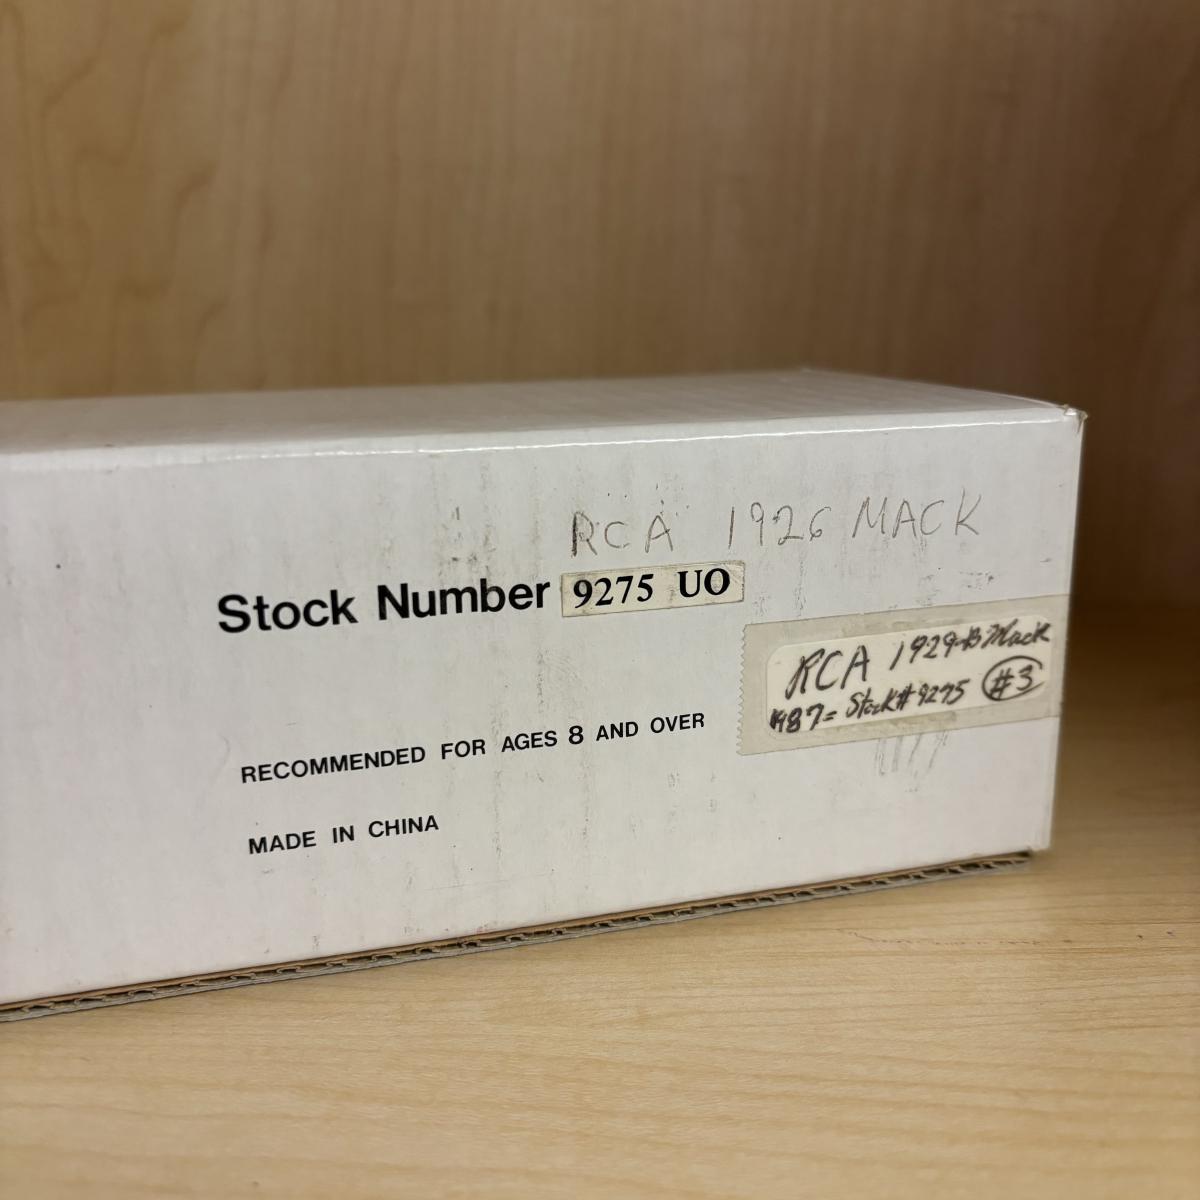 RCA 1926 MACK
Stock Number 9275 UO
RCA 1929-B Mack
1987= Stock# 9275 #3
RECOMMENDED FOR AGES 8 AND OVER
MADE IN CHINA